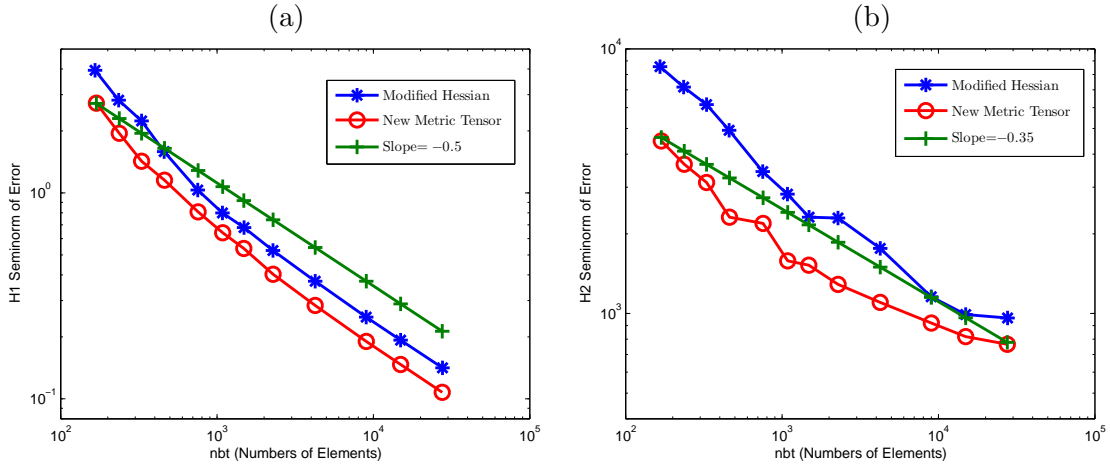 (a)
H1 Seminorm of Error
10^0
10^-1
Modified Hessian
New Metric Tensor
Slope= −0.5
10^2
10^3
10^4
10^5
nbt (Numbers of Elements)
(b)
H2 Seminorm of Error
10^4
10^3
Modified Hessian
New Metric Tensor
Slope=−0.35
10^2
10^3
10^4
10^5
nbt (Numbers of Elements)